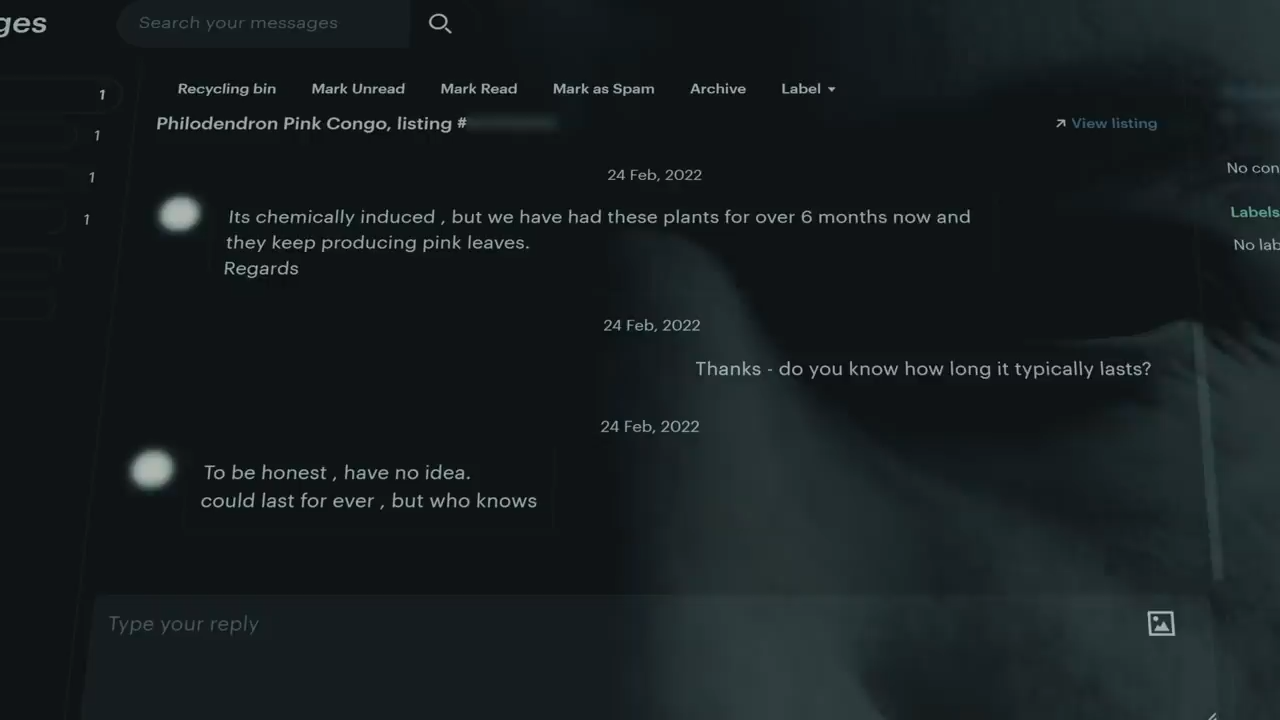 ges
Search your messages
1
1
1
1
Recycling bin Mark Unread Mark Read Mark as Spam Archive Label
Philodendron Pink Congo, listing #
View listing
24 Feb, 2022
No con
Its chemically induced , but we have had these plants for over 6 months now and
they keep producing pink leaves.
Regards
Labels
No lab
24 Feb, 2022
Thanks - do you know how long it typically lasts?
24 Feb, 2022
To be honest , have no idea.
could last for ever , but who knows
Type your reply